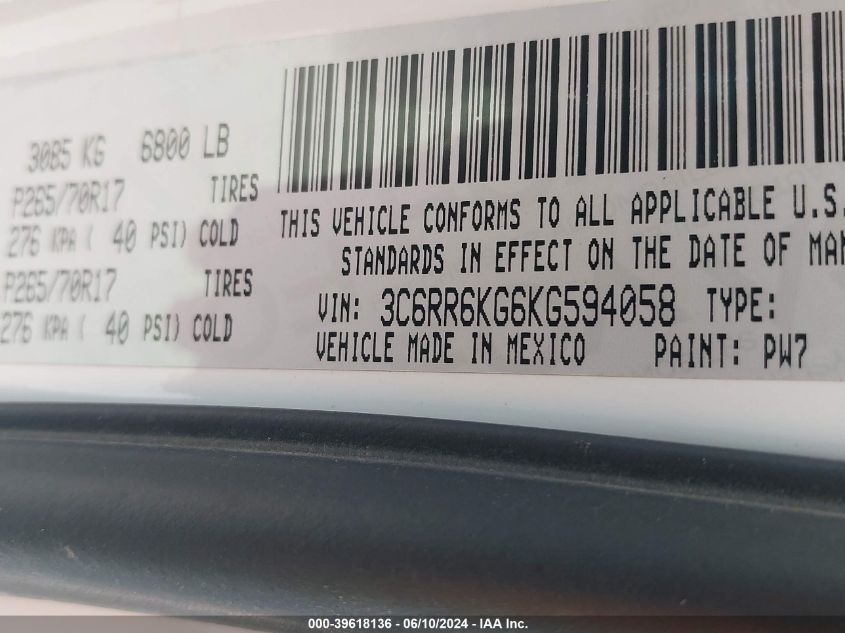 3085 KG 6800 LB
P265/70R17 TIRES
276 KPA ( 40 PSI) COLD
P265/70R17 TIRES
276 KPA ( 40 PSI) COLD
THIS VEHICLE CONFORMS TO ALL APPLICABLE U.S.
STANDARDS IN EFFECT ON THE DATE OF MAN
VIN: 3C6RR6KG6KG594058 TYPE:
VEHICLE MADE IN MEXICO PAINT: PW7
000-39618136 - 06/10/2024 - IAA Inc.